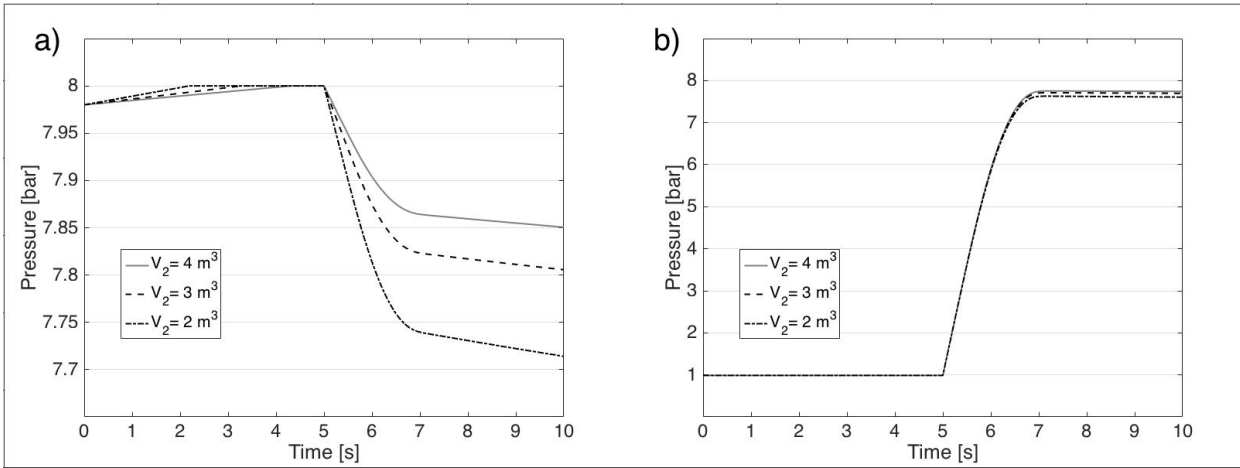 a)
8
7.95
7.9
7.85
7.8
7.75
7.7
Pressure [bar]
V₂= 4 m³
V₂= 3 m³
V₂= 2 m³
0 1 2 3 4 5 6 7 8 9 10
Time [s]
b)
8
7
6
5
4
3
2
1
Pressure [bar]
V₂= 4 m³
V₂= 3 m³
V₂= 2 m³
0 1 2 3 4 5 6 7 8 9 10
Time [s]